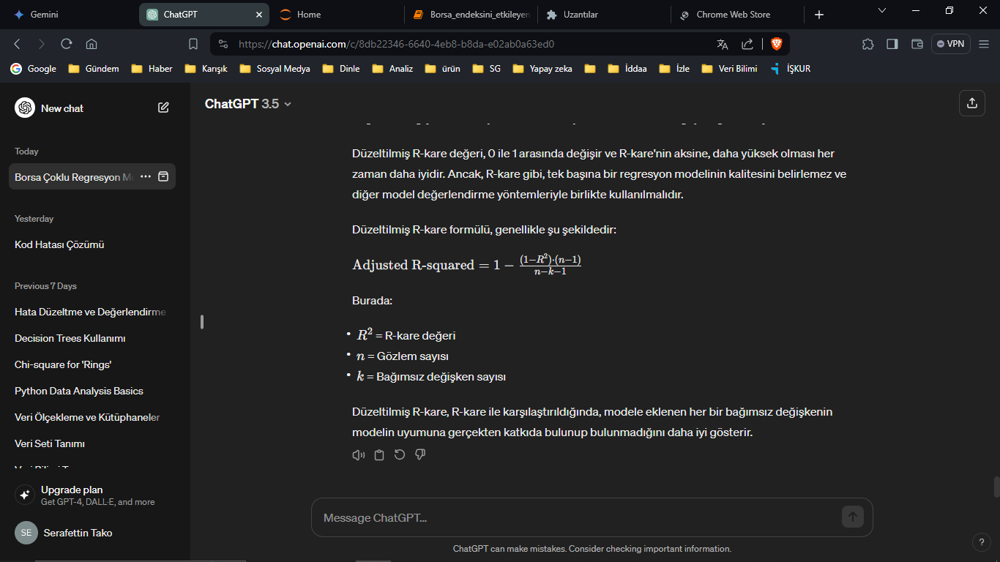 Gemini
ChatGPT
Home
Borsa_endeksini_etkileyen
Uzantılar
Chrome Web Store
https://chat.openai.com/c/8db22346-6640-4eb8-b8da-e02ab0a63ed0
VPN
Google Gündem Haber Karışık Sosyal Medya Dinle Analiz ürün SG Yapay zeka İddaa İzle Veri Bilimi İŞKUR
New chat
Today
Borsa Çoklu Regresyon M
Yesterday
Kod Hatası Çözümü
Previous 7 Days
Hata Düzeltme ve Değerlendirme
Decision Trees Kullanımı
Chi-square for 'Rings'
Python Data Analysis Basics
Veri Ölçekleme ve Kütüphaneler
Veri Seti Tanımı
Upgrade plan
Get GPT-4, DALL·E, and more
SE Serafettin Tako
ChatGPT 3.5
Düzeltilmiş R-kare değeri, 0 ile 1 arasında değişir ve R-kare'nin aksine, daha yüksek olması her
zaman daha iyidir. Ancak, R-kare gibi, tek başına bir regresyon modelinin kalitesini belirlemez ve
diğer model değerlendirme yöntemleriyle birlikte kullanılmalıdır.
Düzeltilmiş R-kare formülü, genellikle şu şekildedir:
Adjusted R-squared = 1 − (1−R²)·(n−1) / n−k−1
Burada:
• R² = R-kare değeri
• n = Gözlem sayısı
• k = Bağımsız değişken sayısı
Düzeltilmiş R-kare, R-kare ile karşılaştırıldığında, modele eklenen her bir bağımsız değişkenin
modelin uyumuna gerçekten katkıda bulunup bulunmadığını daha iyi gösterir.
Message ChatGPT...
ChatGPT can make mistakes. Consider checking important information.
?